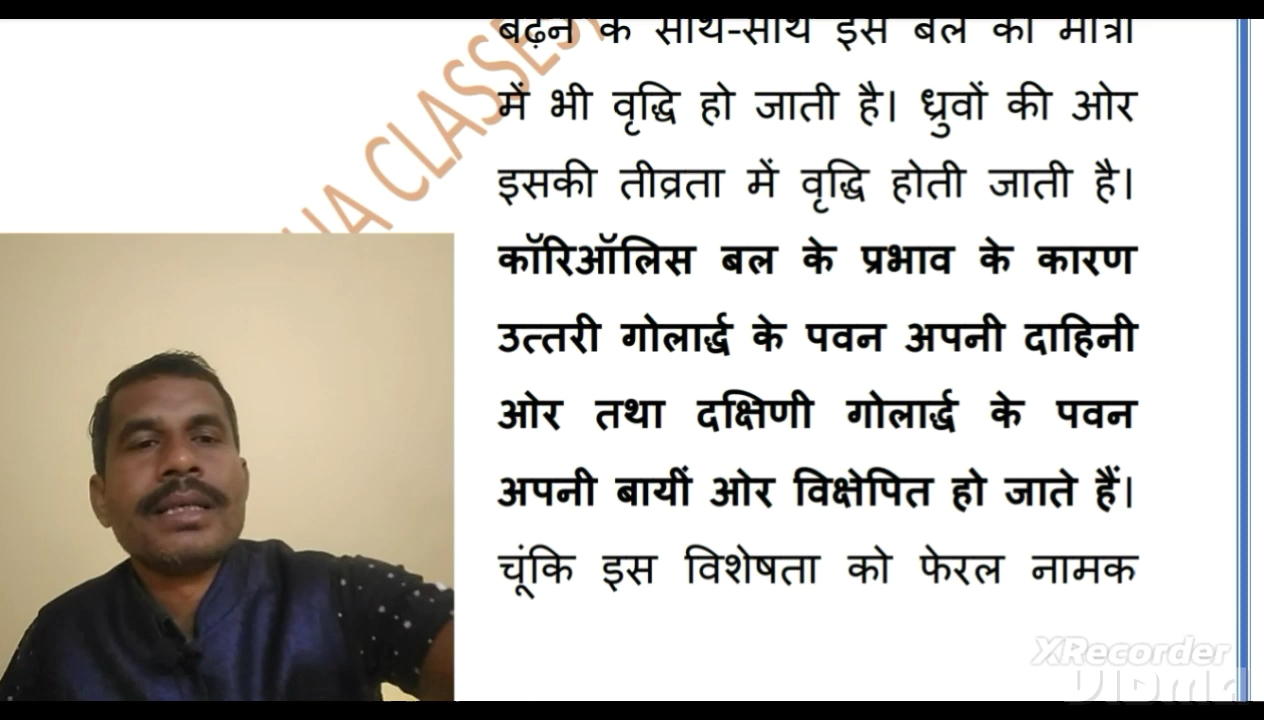 बढ़ने के साथ-साथ इस बल की मात्रा
में भी वृद्धि हो जाती है। ध्रुवों की ओर
इसकी तीव्रता में वृद्धि होती जाती है।
कॉरिऑलिस बल के प्रभाव के कारण
उत्तरी गोलार्द्ध के पवन अपनी दाहिनी
ओर तथा दक्षिणी गोलार्द्ध के पवन
अपनी बायीं ओर विक्षेपित हो जाते हैं।
चूंकि इस विशेषता को फेरल नामक
CLASSES
XRecorder